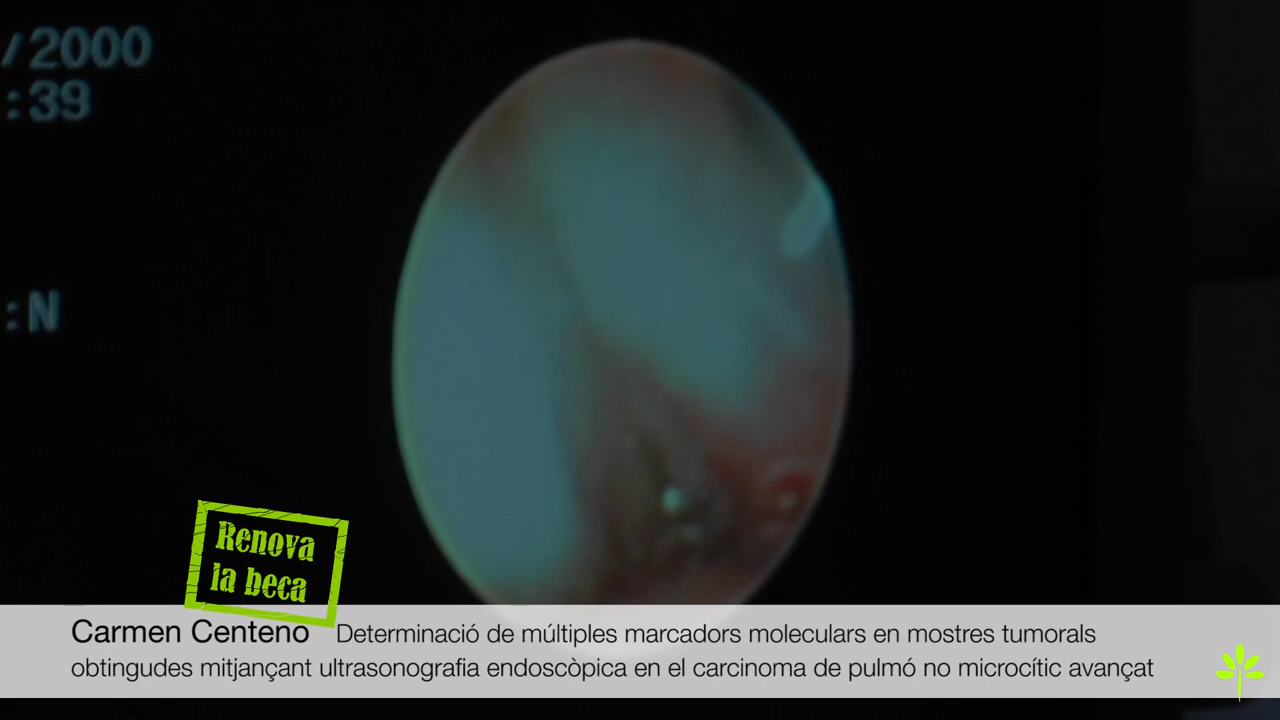 /2000
:39
:N
Renova
la beca
Carmen Centeno Determinació de múltiples marcadors moleculars en mostres tumorals
obtingudes mitjançant ultrasonografia endoscòpica en el carcinoma de pulmó no microcític avançat